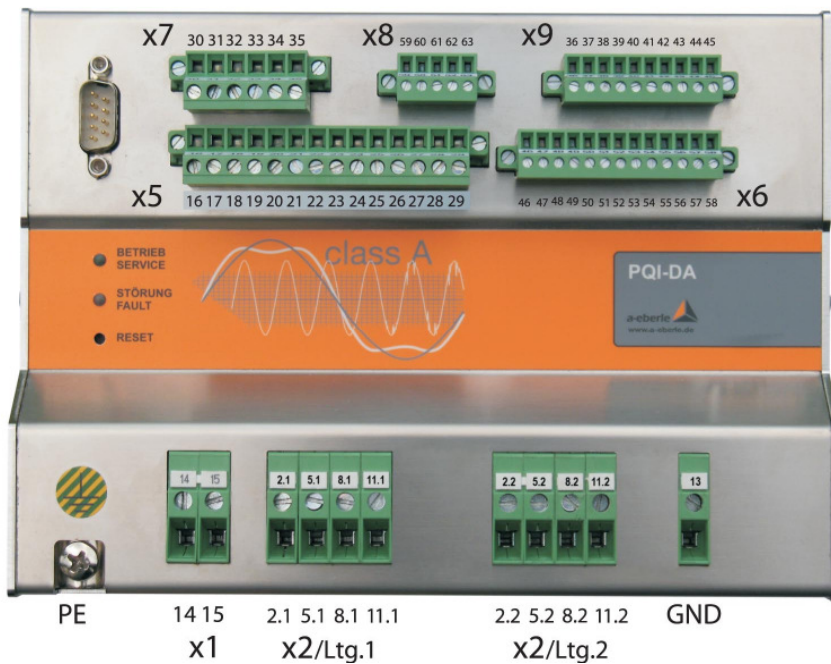 x7 30 31 32 33 34 35
x8 59 60 61 62 63
x9 36 37 38 39 40 41 42 43 44 45
x5 16 17 18 19 20 21 22 23 24 25 26 27 28 29
46 47 48 49 50 51 52 53 54 55 56 57 58 x6
class A
BETRIEB
SERVICE
STÖRUNG
FAULT
RESET
PQI-DA
a-eberle
www.a-eberle.de
14 15
2.1 5.1 8.1 11.1
2.2 5.2 8.2 11.2
13
PE
14 15
x1
2.1 5.1 8.1 11.1
x2/Ltg.1
2.2 5.2 8.2 11.2
x2/Ltg.2
GND